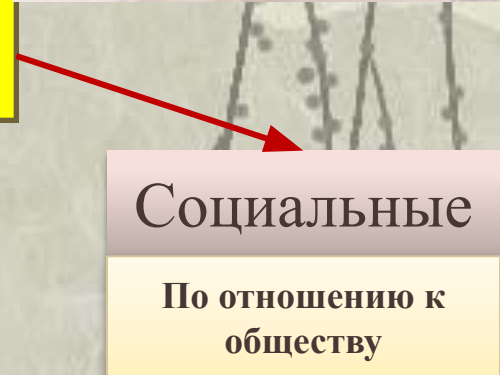 Социальные
По отношению к
обществу